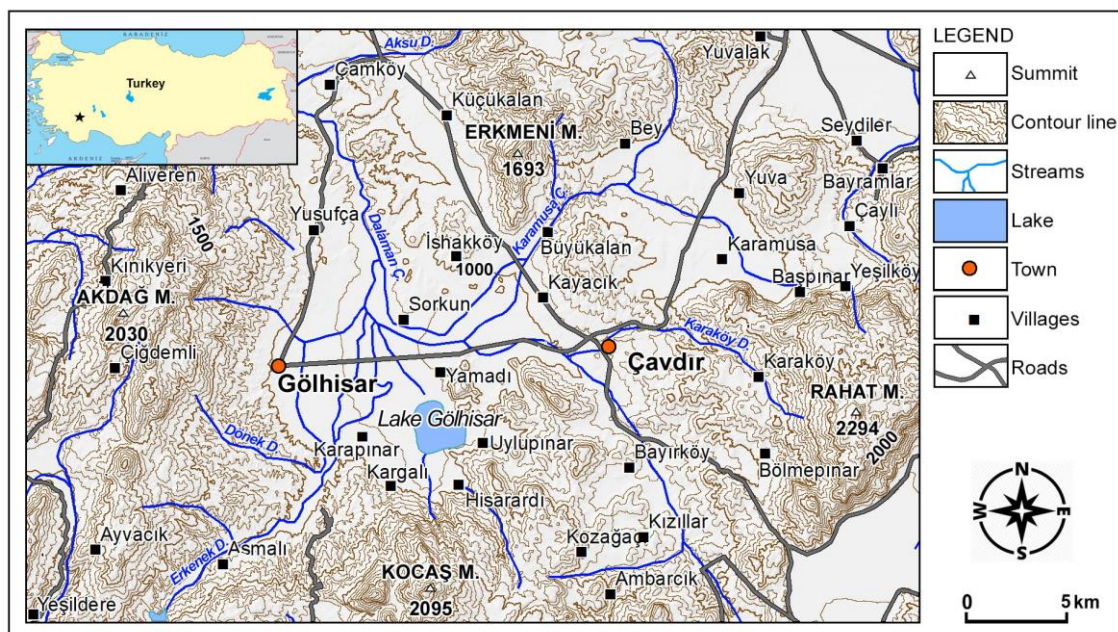 KARADENİZ
Turkey
AKDENİZ
Aksu D.
Yuvalak
Çamköy
Küçükalan
ERKMENİ M.
1693
Bey
Seydiler
Bayramlar
Aliveren
1500
Yusufça
Dalaman Ç.
İshakköy
1000
Karamusa Ç.
Büyükalan
Yuva
Çaylı
Karamusa
Kınıkyeri
AKDAĞ M.
2030
Çiğdemli
Sorkun
Kayacık
Başpınar
Yeşilköy
Gölhisar
Yamadı
Çavdır
Karaköy D.
Karaköy
RAHAT M.
2294
2000
Lake Gölhisar
Dönek D.
Karapınar
Uylupınar
Kargalı
Hisarardı
Bayırköy
Bölmepınar
Ayvacık
Erkenek D.
Asmalı
Kozağaç
Kızıllar
KOCAŞ M.
2095
Ambarcık
Yeşildere
LEGEND
Summit
Contour line
Streams
Lake
Town
Villages
Roads
N
W
E
S
0
5 km